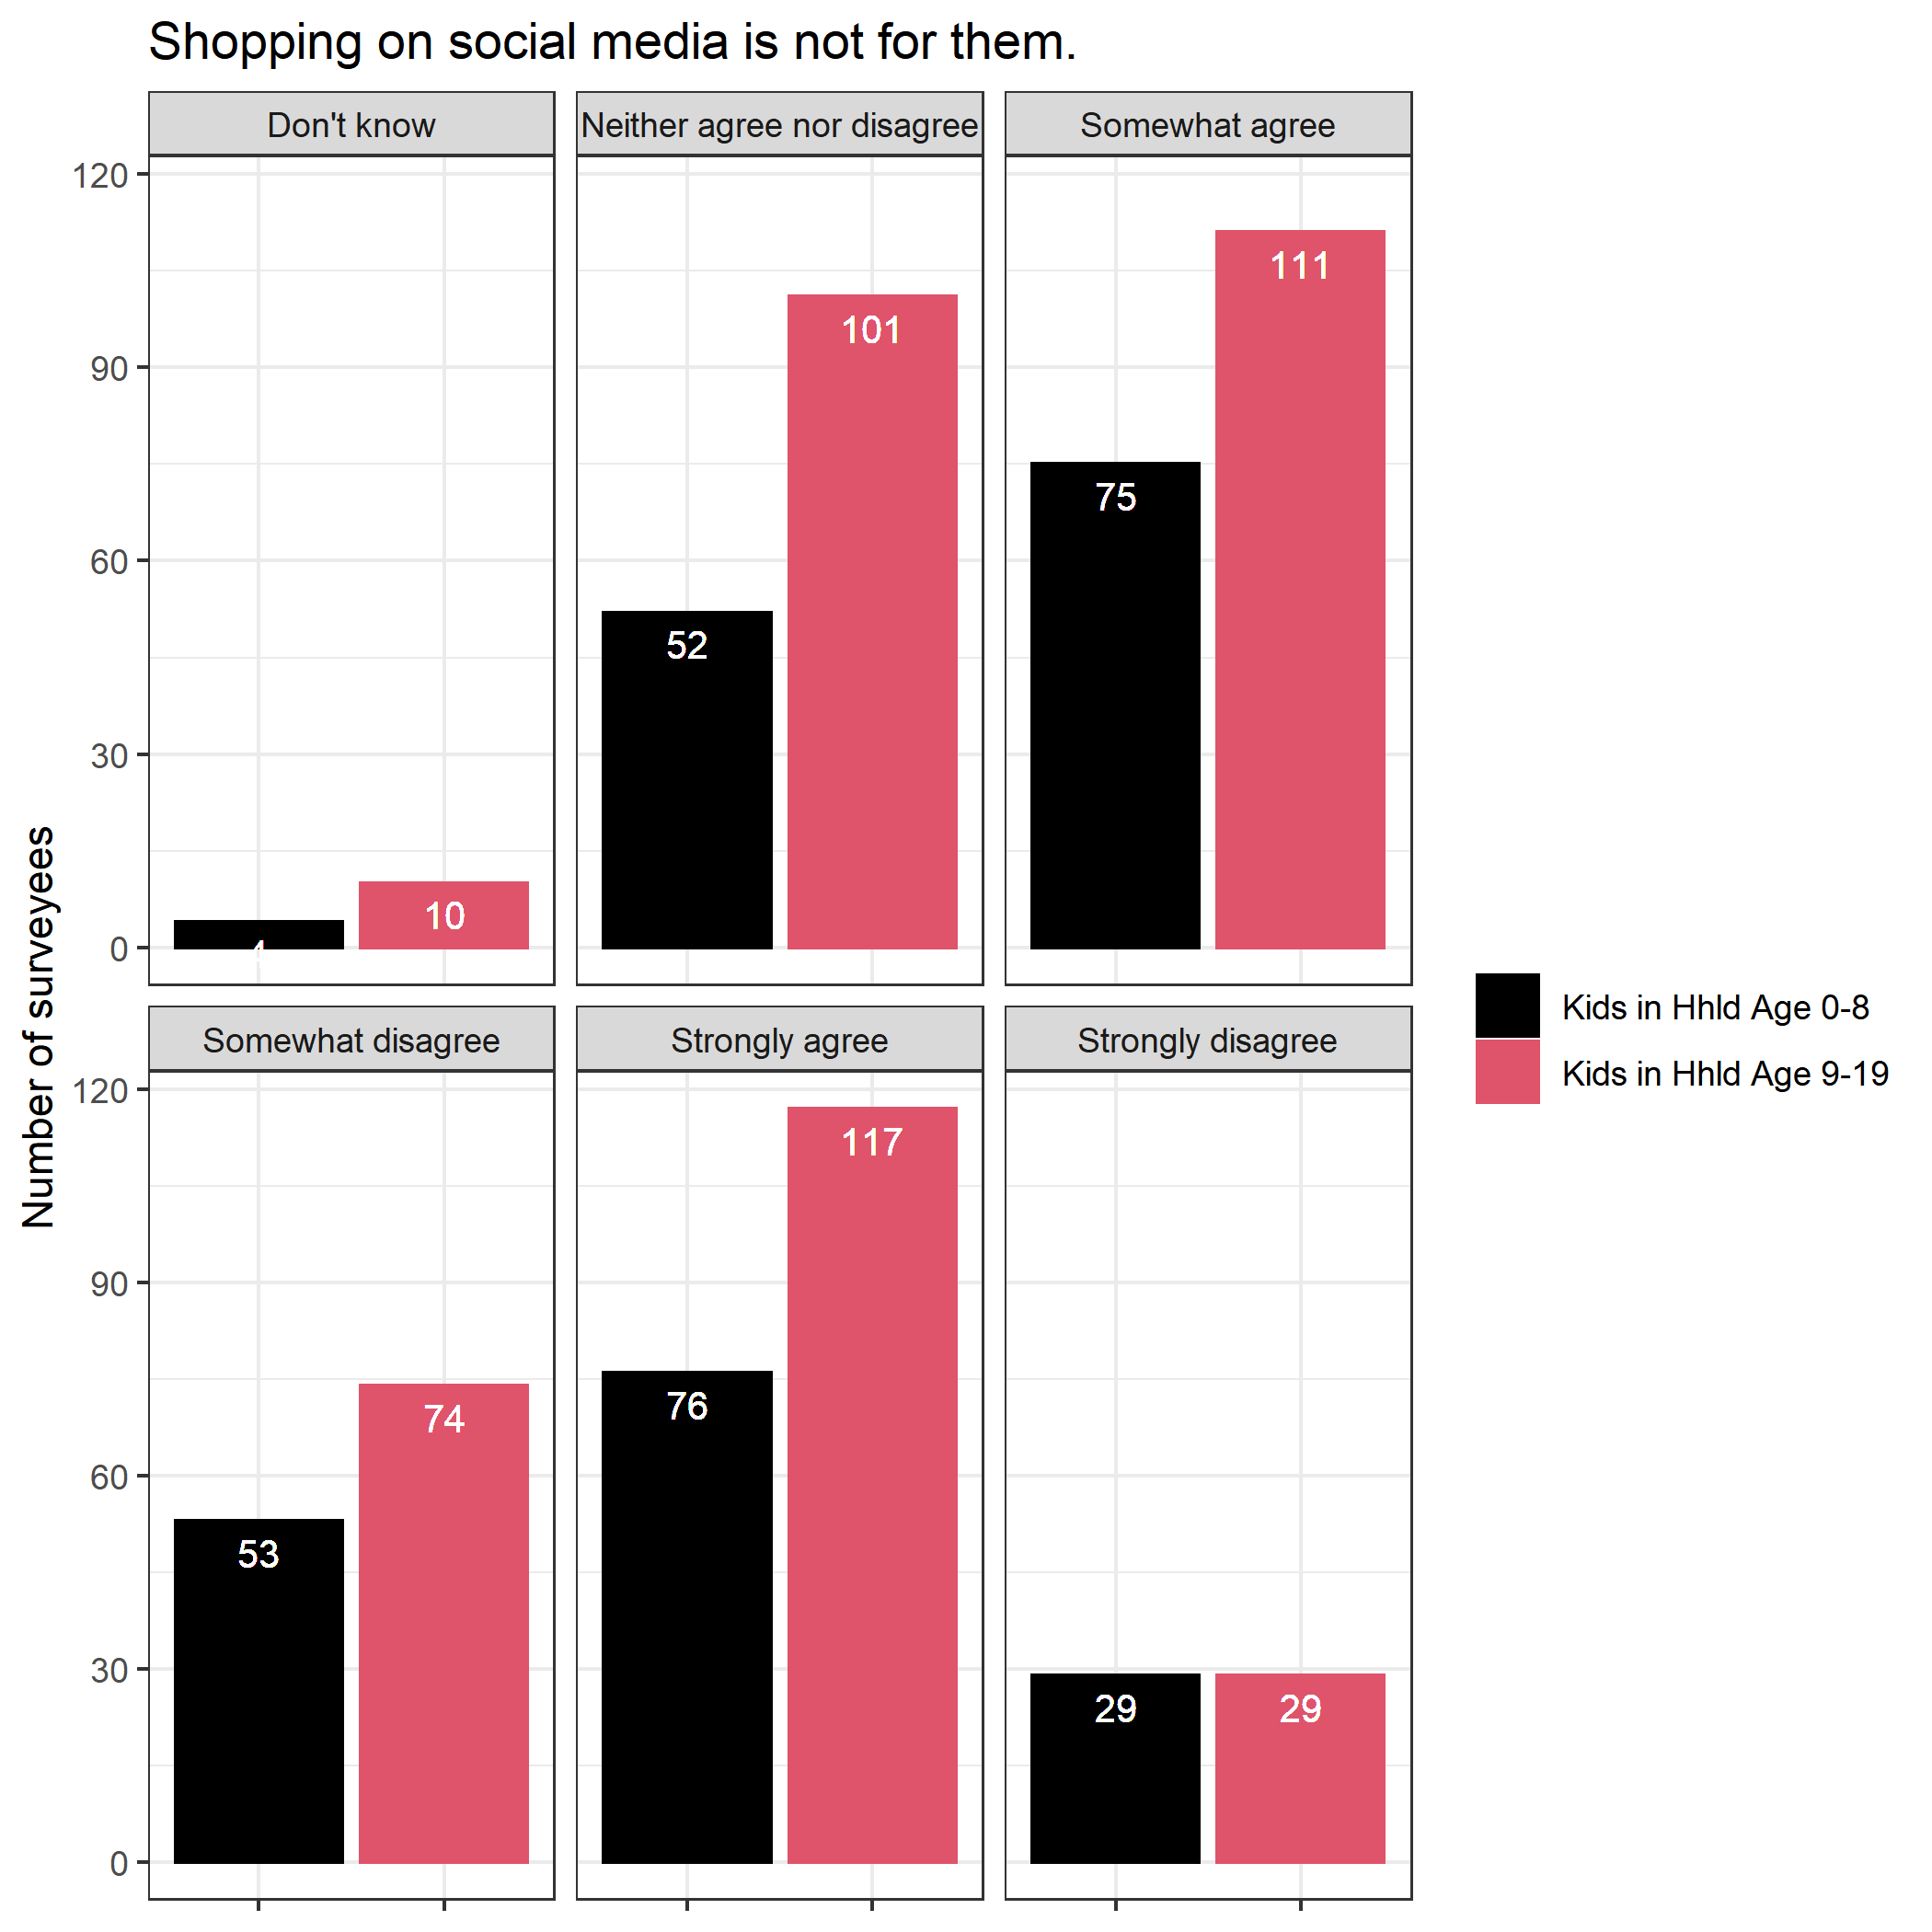 Shopping on social media is not for them.
Don't know
Neither agree nor disagree
Somewhat agree
120
90
60
30
0
4
10
52
101
75
111
Somewhat disagree
Strongly agree
Strongly disagree
120
90
60
30
0
53
74
76
117
29
29
Number of surveyees
Kids in Hhld Age 0-8
Kids in Hhld Age 9-19